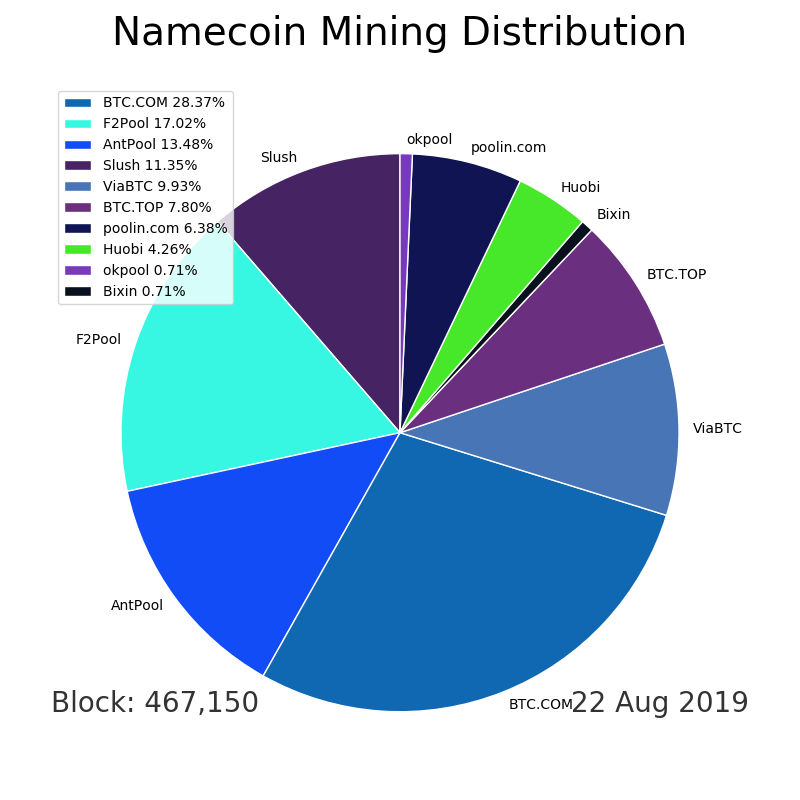 Namecoin Mining Distribution
BTC.COM 28.37%
F2Pool 17.02%
AntPool 13.48%
Slush 11.35%
ViaBTC 9.93%
BTC.TOP 7.80%
poolin.com 6.38%
Huobi 4.26%
okpool 0.71%
Bixin 0.71%
okpool
poolin.com
Slush
Huobi
Bixin
BTC.TOP
F2Pool
ViaBTC
AntPool
BTC.COM
Block: 467,150
22 Aug 2019